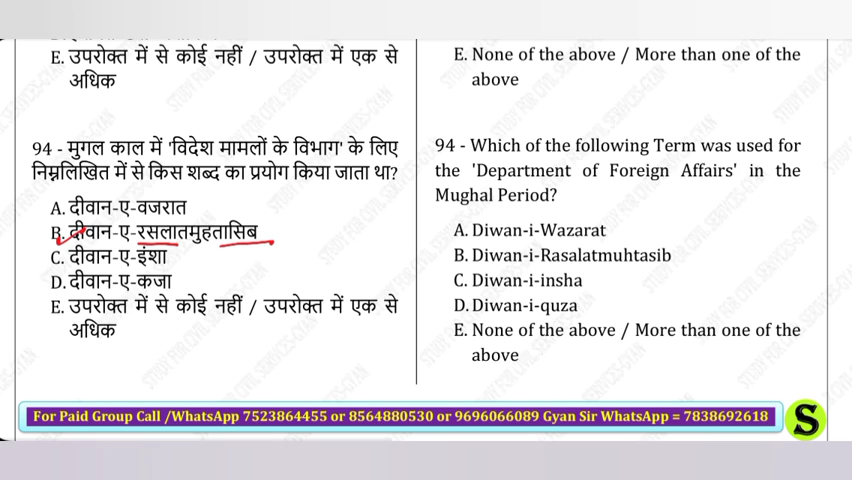 E. उपरोक्त में से कोई नहीं / उपरोक्त में एक से
अधिक
94 - मुगल काल में 'विदेश मामलों के विभाग' के लिए
निम्नलिखित में से किस शब्द का प्रयोग किया जाता था?
A. दीवान-ए-वजरात
B. दीवान-ए-रसलातमुहतासिब
C. दीवान-ए-इंशा
D. दीवान-ए-कजा
E. उपरोक्त में से कोई नहीं / उपरोक्त में एक से
अधिक
E. None of the above / More than one of the
above
94 - Which of the following Term was used for
the 'Department of Foreign Affairs' in the
Mughal Period?
A. Diwan-i-Wazarat
B. Diwan-i-Rasalatmuhtasib
C. Diwan-i-insha
D. Diwan-i-quza
E. None of the above / More than one of the
above
For Paid Group Call /WhatsApp 7523864455 or 8564880530 or 9696066089 Gyan Sir WhatsApp = 7838692618
S